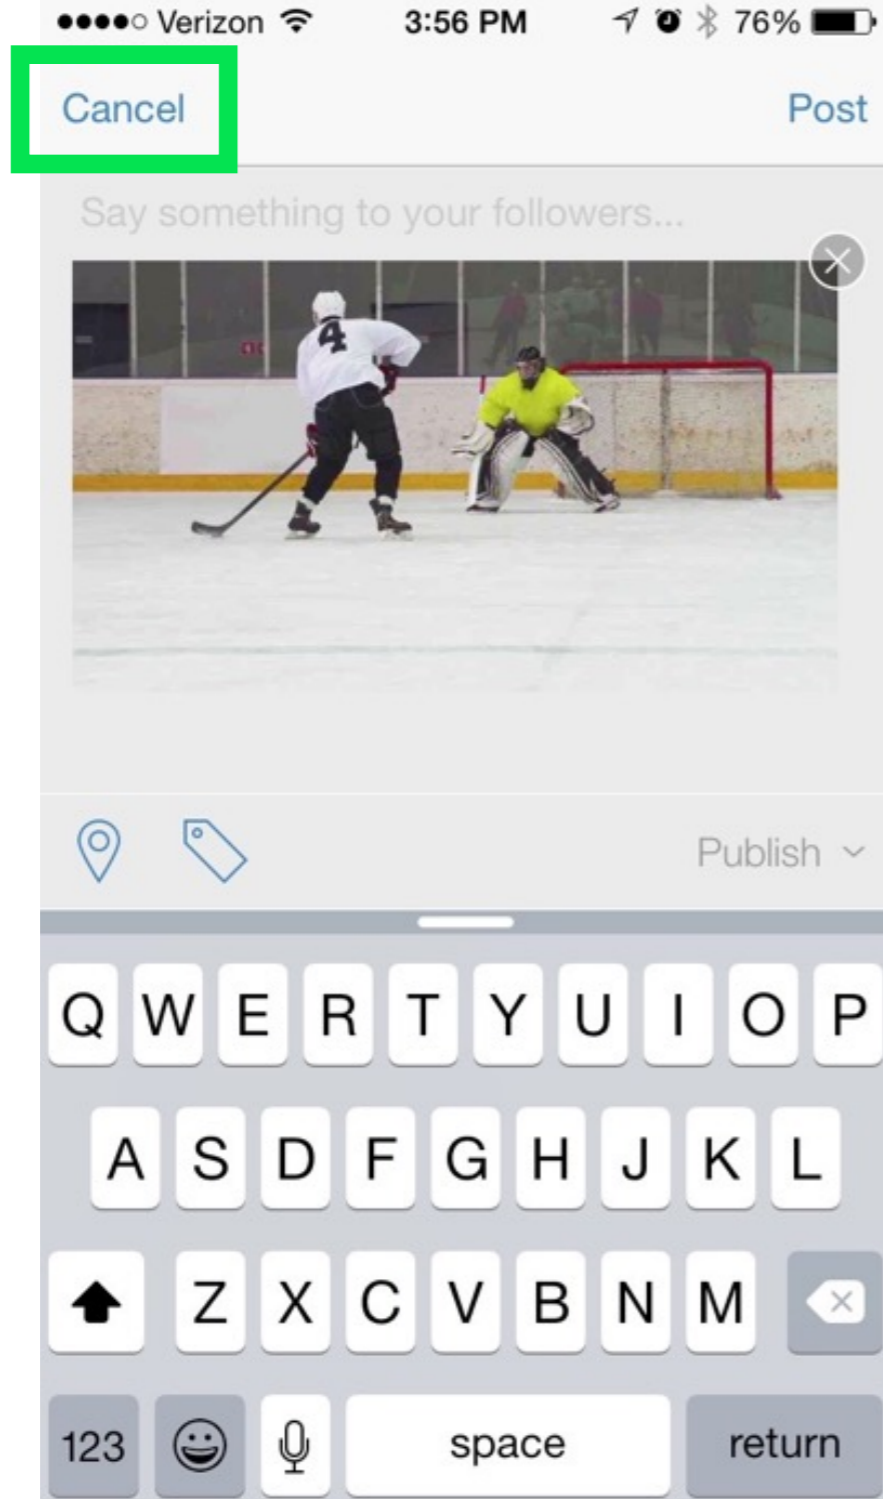 Verizon 3:56 PM 76%
Cancel Post
Say something to your followers...
4
Publish
Q W E R T Y U I O P
A S D F G H J K L
Z X C V B N M
123 space return